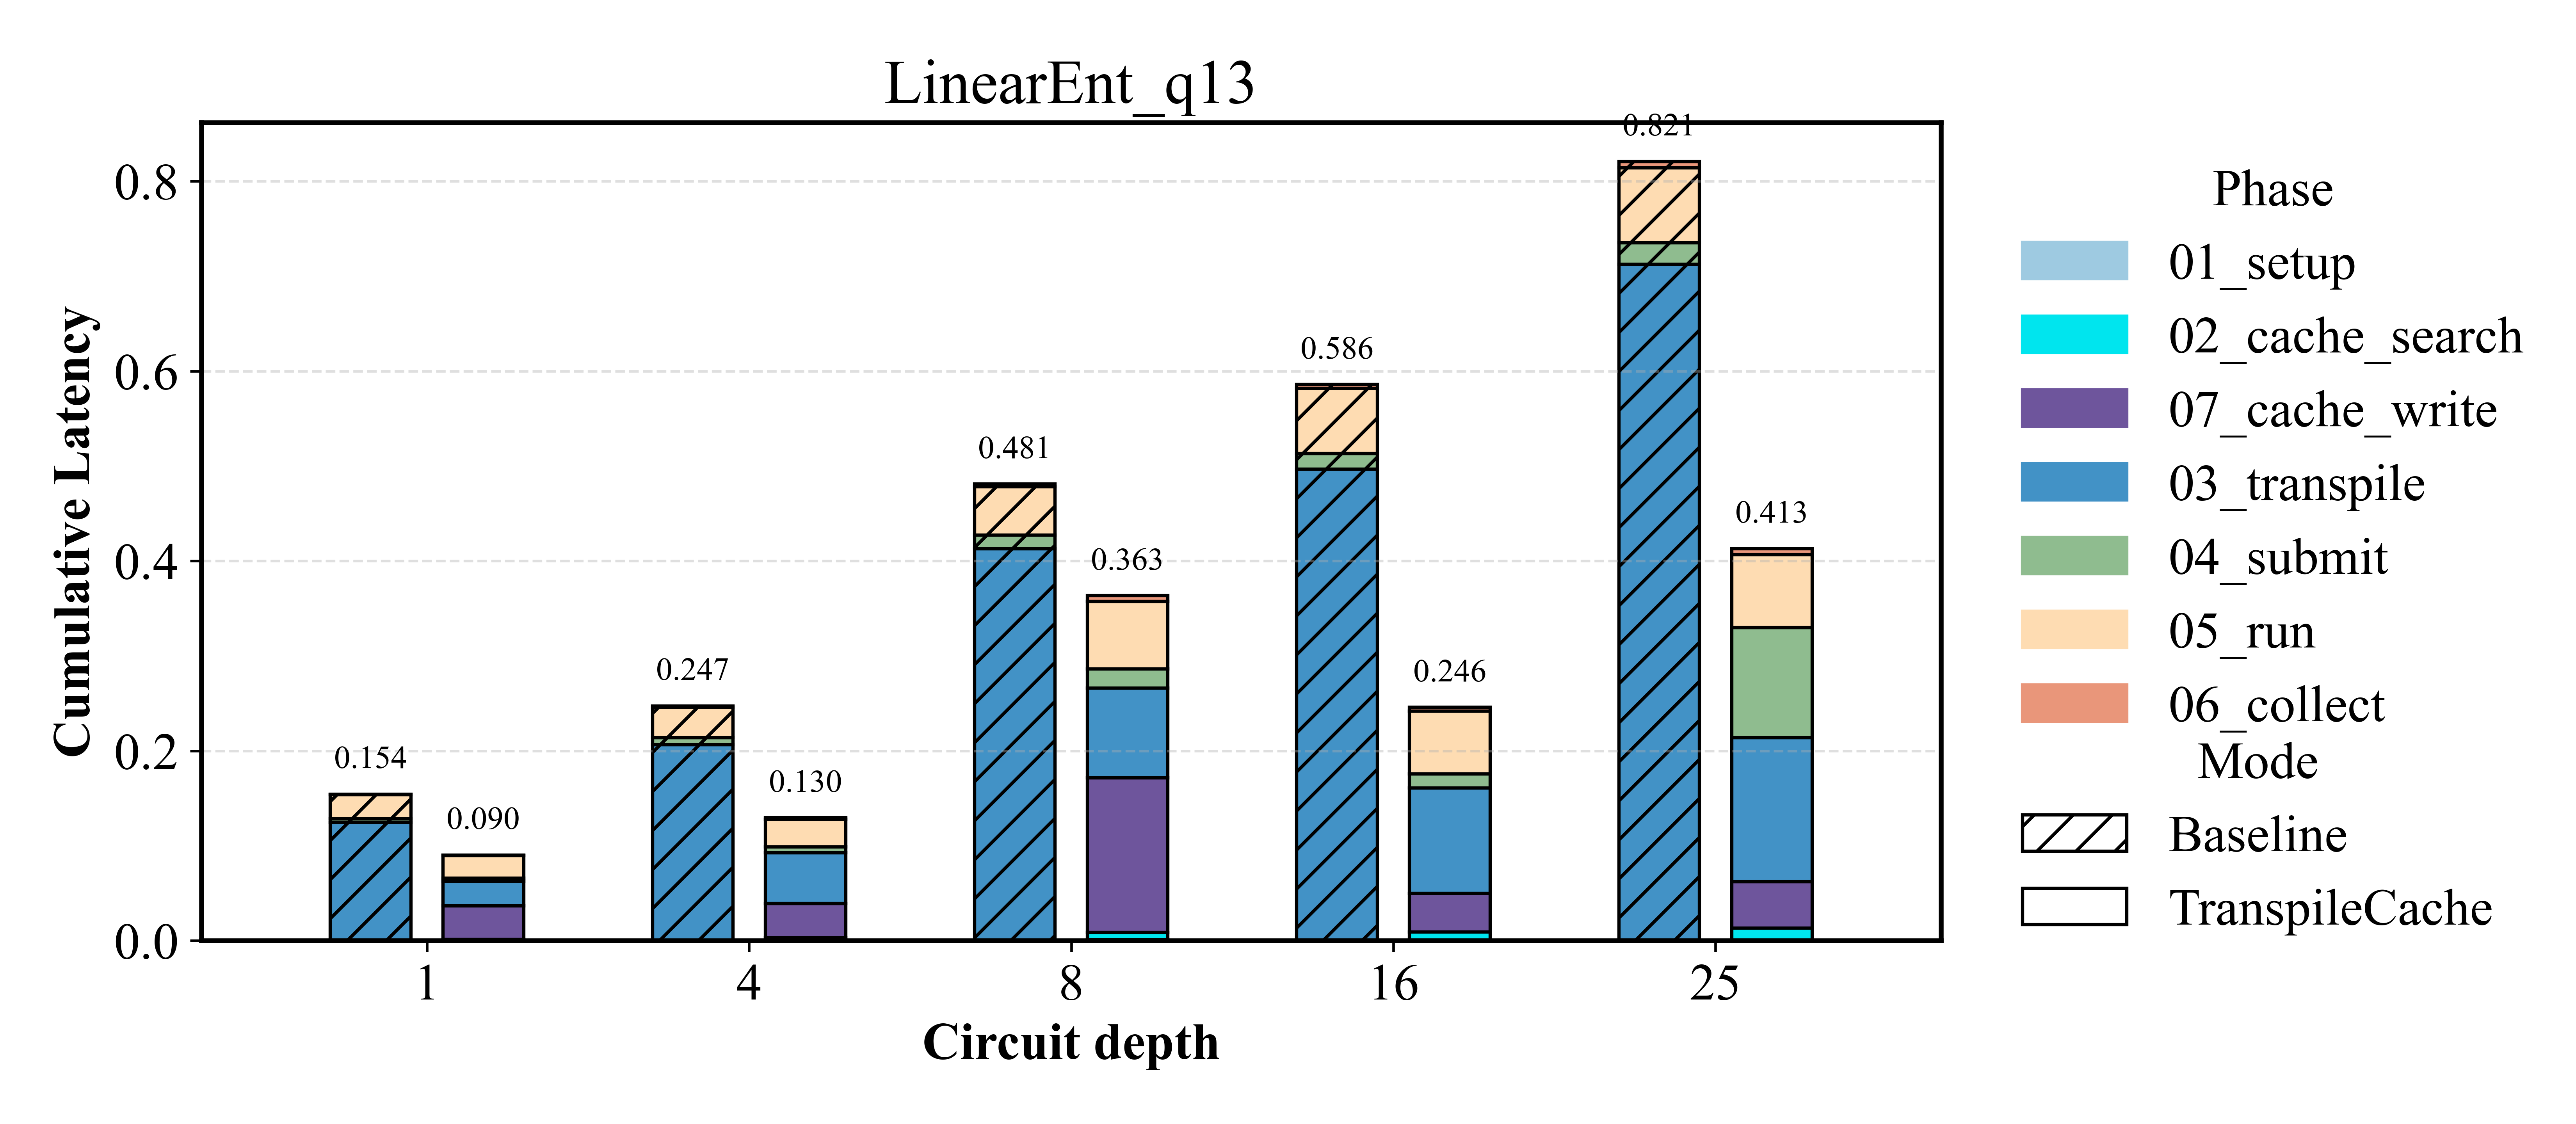 LinearEnt_q13
Cumulative Latency
0.8
0.6
0.4
0.2
0.0
0.154
0.090
0.247
0.130
0.481
0.363
0.586
0.246
0.821
0.413
1
4
8
16
25
Circuit depth
Phase
01_setup
02_cache_search
07_cache_write
03_transpile
04_submit
05_run
06_collect
Mode
Baseline
TranspileCache